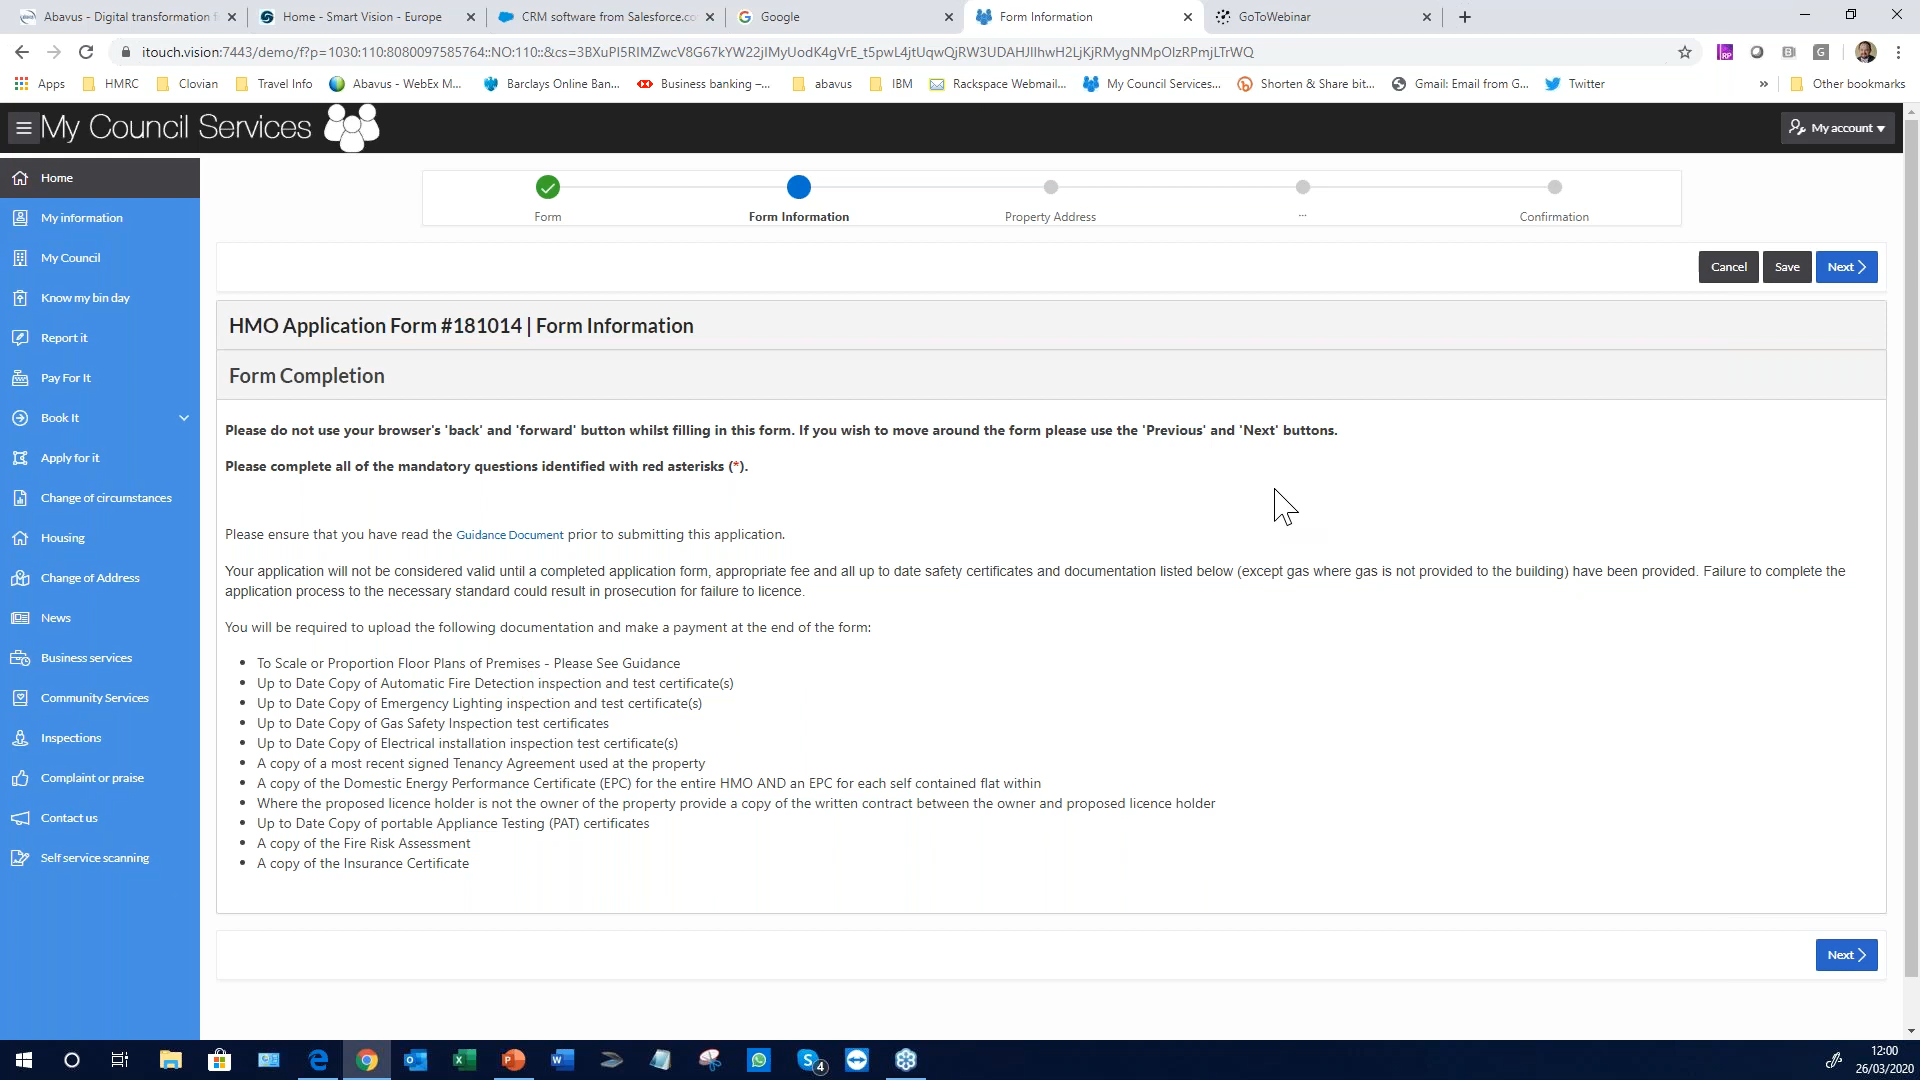 Abavus - Digital transformation f
Home - Smart Vision - Europe
CRM software from Salesforce.co
Google
Form Information
GoToWebinar
itouch.vision:7443/demo/f?p=1030:110:8080097585764::NO:110::&cs=3BXuPI5RIMZwcV8G67kYW22jIMyUodK4gVrE_t5pwL4jtUqwQjRW3UDAHJIlhwH2LjKjRMygNMpOlzRPmjLTrWQ
Apps
HMRC
Clovian
Travel Info
Abavus - WebEx M...
Barclays Online Ban...
Business banking –...
abavus
IBM
Rackspace Webmail...
My Council Services...
Shorten & Share bit...
Gmail: Email from G...
Twitter
»
Other bookmarks
My Council Services
My account
Home
My information
My Council
Know my bin day
Report it
Pay For It
Book It
Apply for it
Change of circumstances
Housing
Change of Address
News
Business services
Community Services
Inspections
Complaint or praise
Contact us
Self service scanning
Form
Form Information
Property Address
...
Confirmation
Cancel
Save
Next
HMO Application Form #181014 | Form Information
Form Completion
Please do not use your browser's 'back' and 'forward' button whilst filling in this form. If you wish to move around the form please use the 'Previous' and 'Next' buttons.
Please complete all of the mandatory questions identified with red asterisks (*).
Please ensure that you have read the Guidance Document prior to submitting this application.
Your application will not be considered valid until a completed application form, appropriate fee and all up to date safety certificates and documentation listed below (except gas where gas is not provided to the building) have been provided. Failure to complete the
application process to the necessary standard could result in prosecution for failure to licence.
You will be required to upload the following documentation and make a payment at the end of the form:
• To Scale or Proportion Floor Plans of Premises - Please See Guidance
• Up to Date Copy of Automatic Fire Detection inspection and test certificate(s)
• Up to Date Copy of Emergency Lighting inspection and test certificate(s)
• Up to Date Copy of Gas Safety Inspection test certificates
• Up to Date Copy of Electrical installation inspection test certificate(s)
• A copy of a most recent signed Tenancy Agreement used at the property
• A copy of the Domestic Energy Performance Certificate (EPC) for the entire HMO AND an EPC for each self contained flat within
• Where the proposed licence holder is not the owner of the property provide a copy of the written contract between the owner and proposed licence holder
• Up to Date Copy of portable Appliance Testing (PAT) certificates
• A copy of the Fire Risk Assessment
• A copy of the Insurance Certificate
Next
4
12:00
26/03/2020